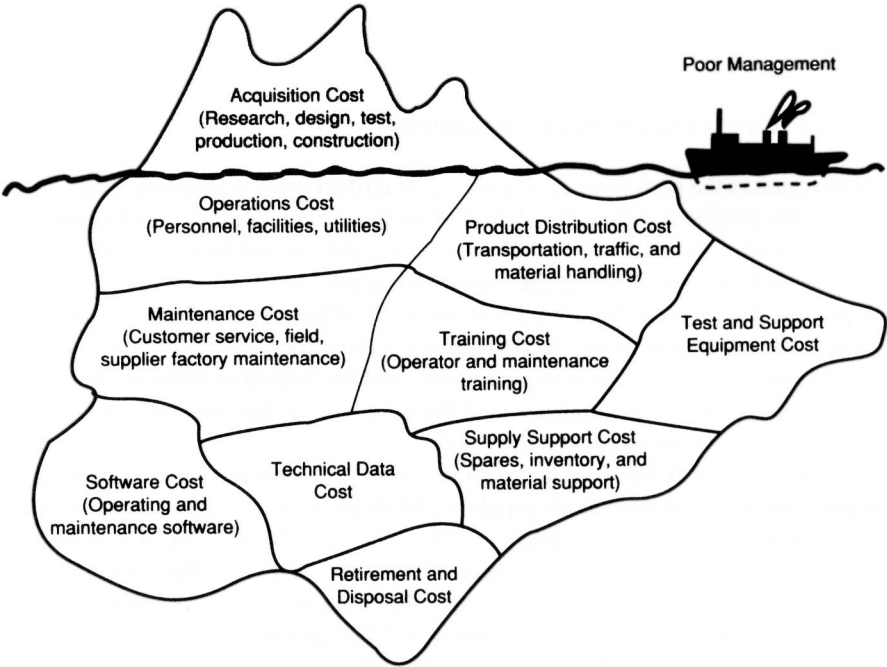 Poor Management
Acquisition Cost
(Research, design, test,
production, construction)
Operations Cost
(Personnel, facilities, utilities)
Product Distribution Cost
(Transportation, traffic, and
material handling)
Maintenance Cost
(Customer service, field,
supplier factory maintenance)
Training Cost
(Operator and maintenance
training)
Test and Support
Equipment Cost
Software Cost
(Operating and
maintenance software)
Technical Data
Cost
Supply Support Cost
(Spares, inventory, and
material support)
Retirement and
Disposal Cost